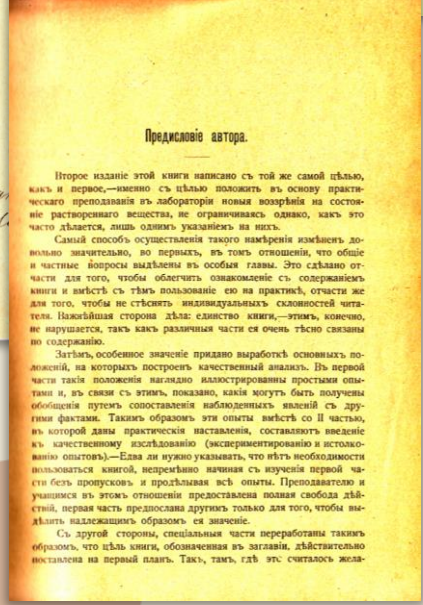 Предисловіе автора.
Второе изданіе этой книги написано съ той же самой цѣлью,
какъ и первое,—именно съ цѣлью положить въ основу практи-
ческаго преподаванія въ лабораторіи новыя воззрѣнія на состоя-
ніе раствореннаго вещества, не ограничиваясь однако, какъ это
часто дѣлается, лишь однимъ указаніемъ на нихъ.
Самый способъ осуществленія такого намѣренія измѣненъ до-
вольно значительно, во первыхъ, въ томъ отношеніи, что общіе
и частные вопросы выдѣлены въ особыя главы. Это сдѣлано от-
части для того, чтобы облегчить ознакомленіе съ содержаніемъ
книги и вмѣстѣ съ тѣмъ пользованіе ею на практикѣ, отчасти же
для того, чтобы не стѣснять индивидуальныхъ склонностей чита-
теля. Важнѣйшая сторона дѣла: единство книги,—этимъ, конечно,
не нарушается, такъ какъ различныя части ея очень тѣсно связаны
по содержанію.
Затѣмъ, особенное значеніе придано выработкѣ основныхъ по-
ложеній, на которыхъ построенъ качественный анализъ. Въ первой
части такія положенія наглядно иллюстрированны простыми опы-
тами и, въ связи съ этимъ, показано, какія могутъ быть получены
обобщенія путемъ сопоставленія наблюденныхъ явленій съ дру-
гими фактами. Такимъ образомъ эти опыты вмѣстѣ со II частью,
въ которой даны практическія наставленія, составляютъ введеніе
къ качественному изслѣдованію (экспериментированію и истолко-
ванію опытовъ).—Едва ли нужно указывать, что нѣтъ необходимости
пользоваться книгой, непремѣнно начиная съ изученія первой ча-
сти безъ пропусковъ и продѣлывая всѣ опыты. Преподавателю и
учащимся въ этомъ отношеніи предоставлена полная свобода дѣй-
ствій, первая часть предпослана другимъ только для того, чтобы вы-
дѣлить надлежащимъ образомъ ея значеніе.
Съ другой стороны, спеціальныя части переработаны такимъ
образомъ, что цѣль книги, обозначенная въ заглавіи, дѣйствительно
поставлена на первый планъ. Такъ, тамъ, гдѣ это считалось жела-